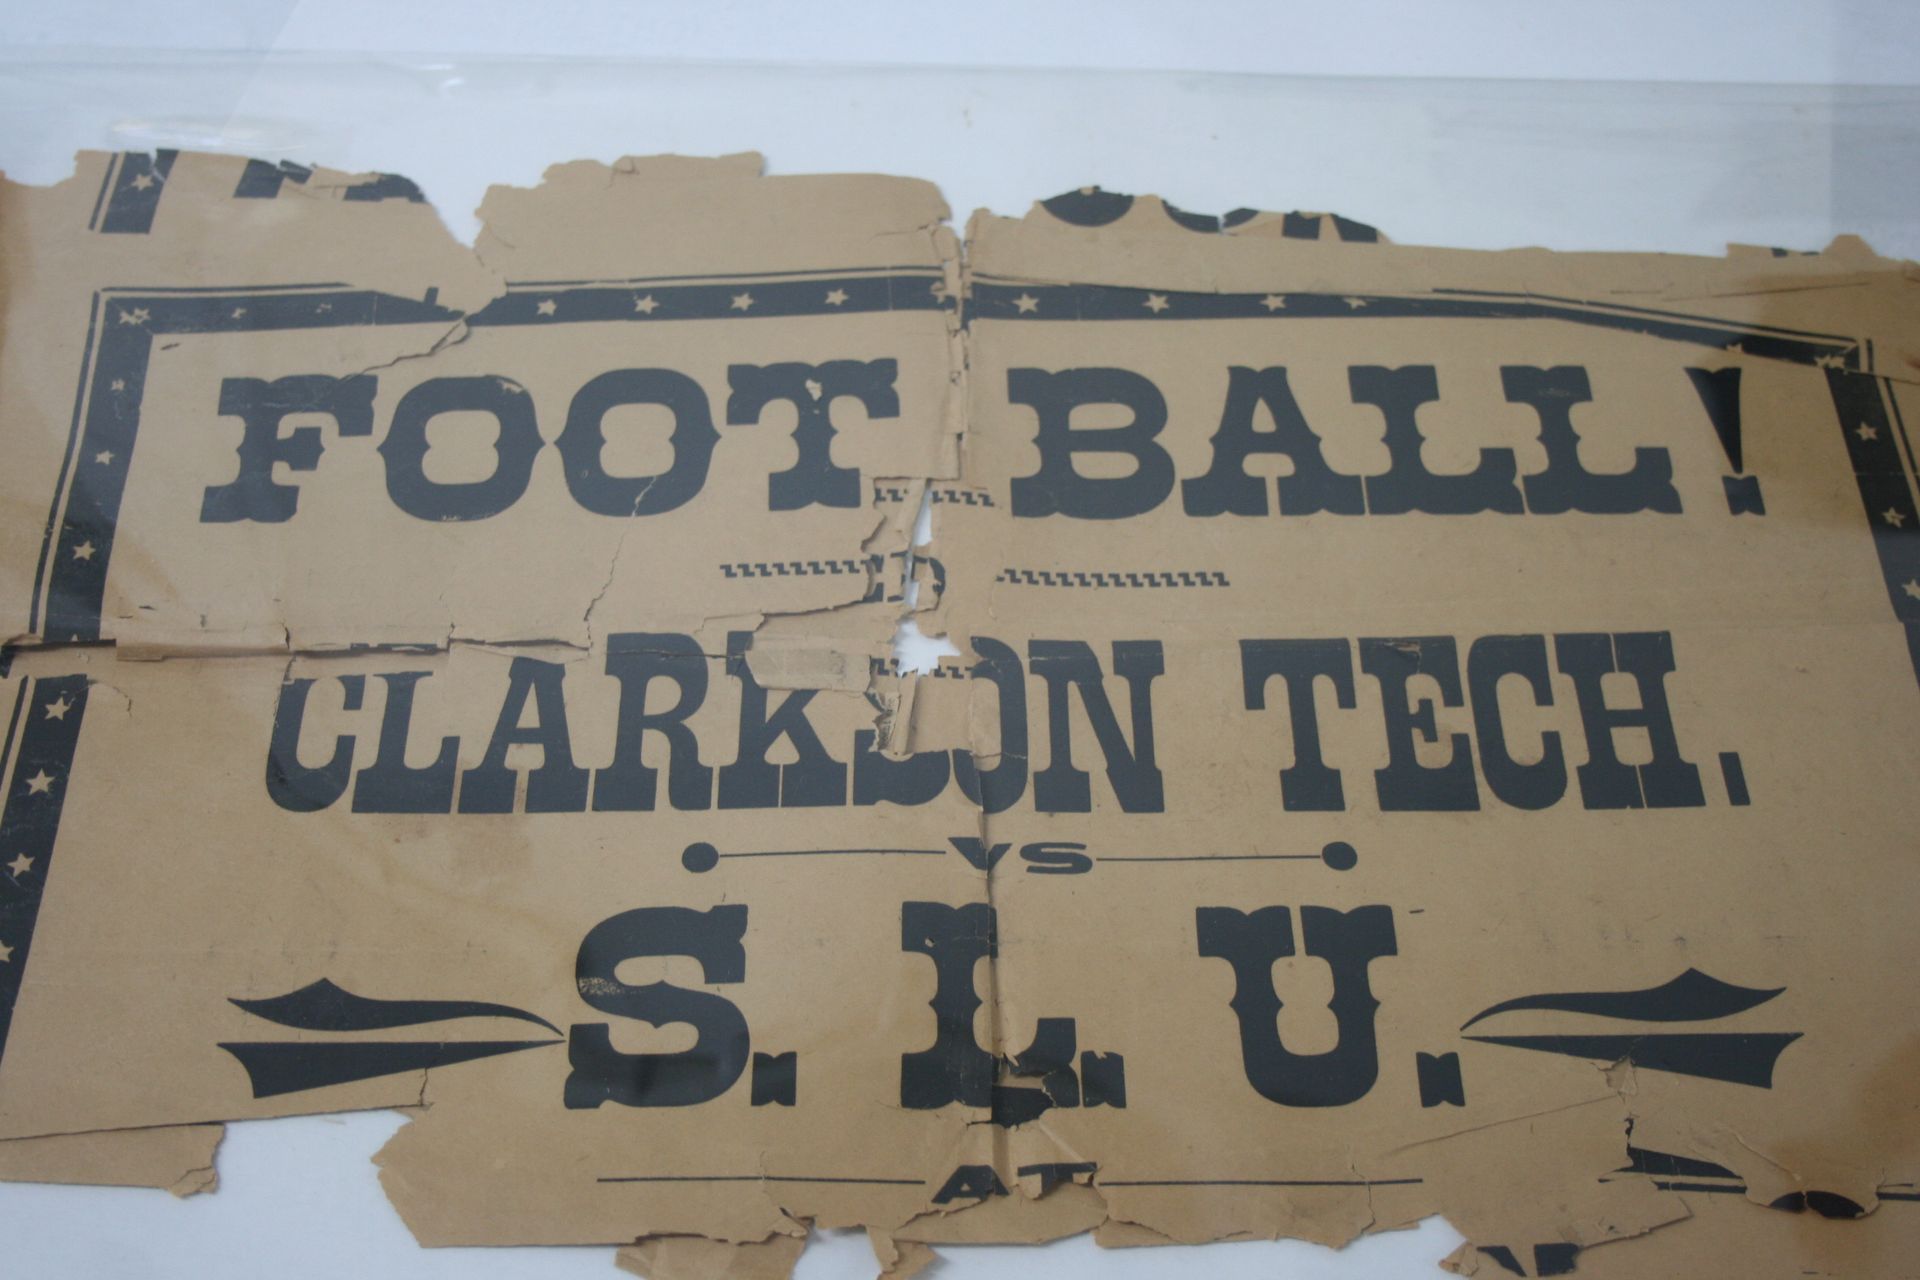 FOOT BALL!
CLARKSON TECH.
VS
S. L. U.
AT